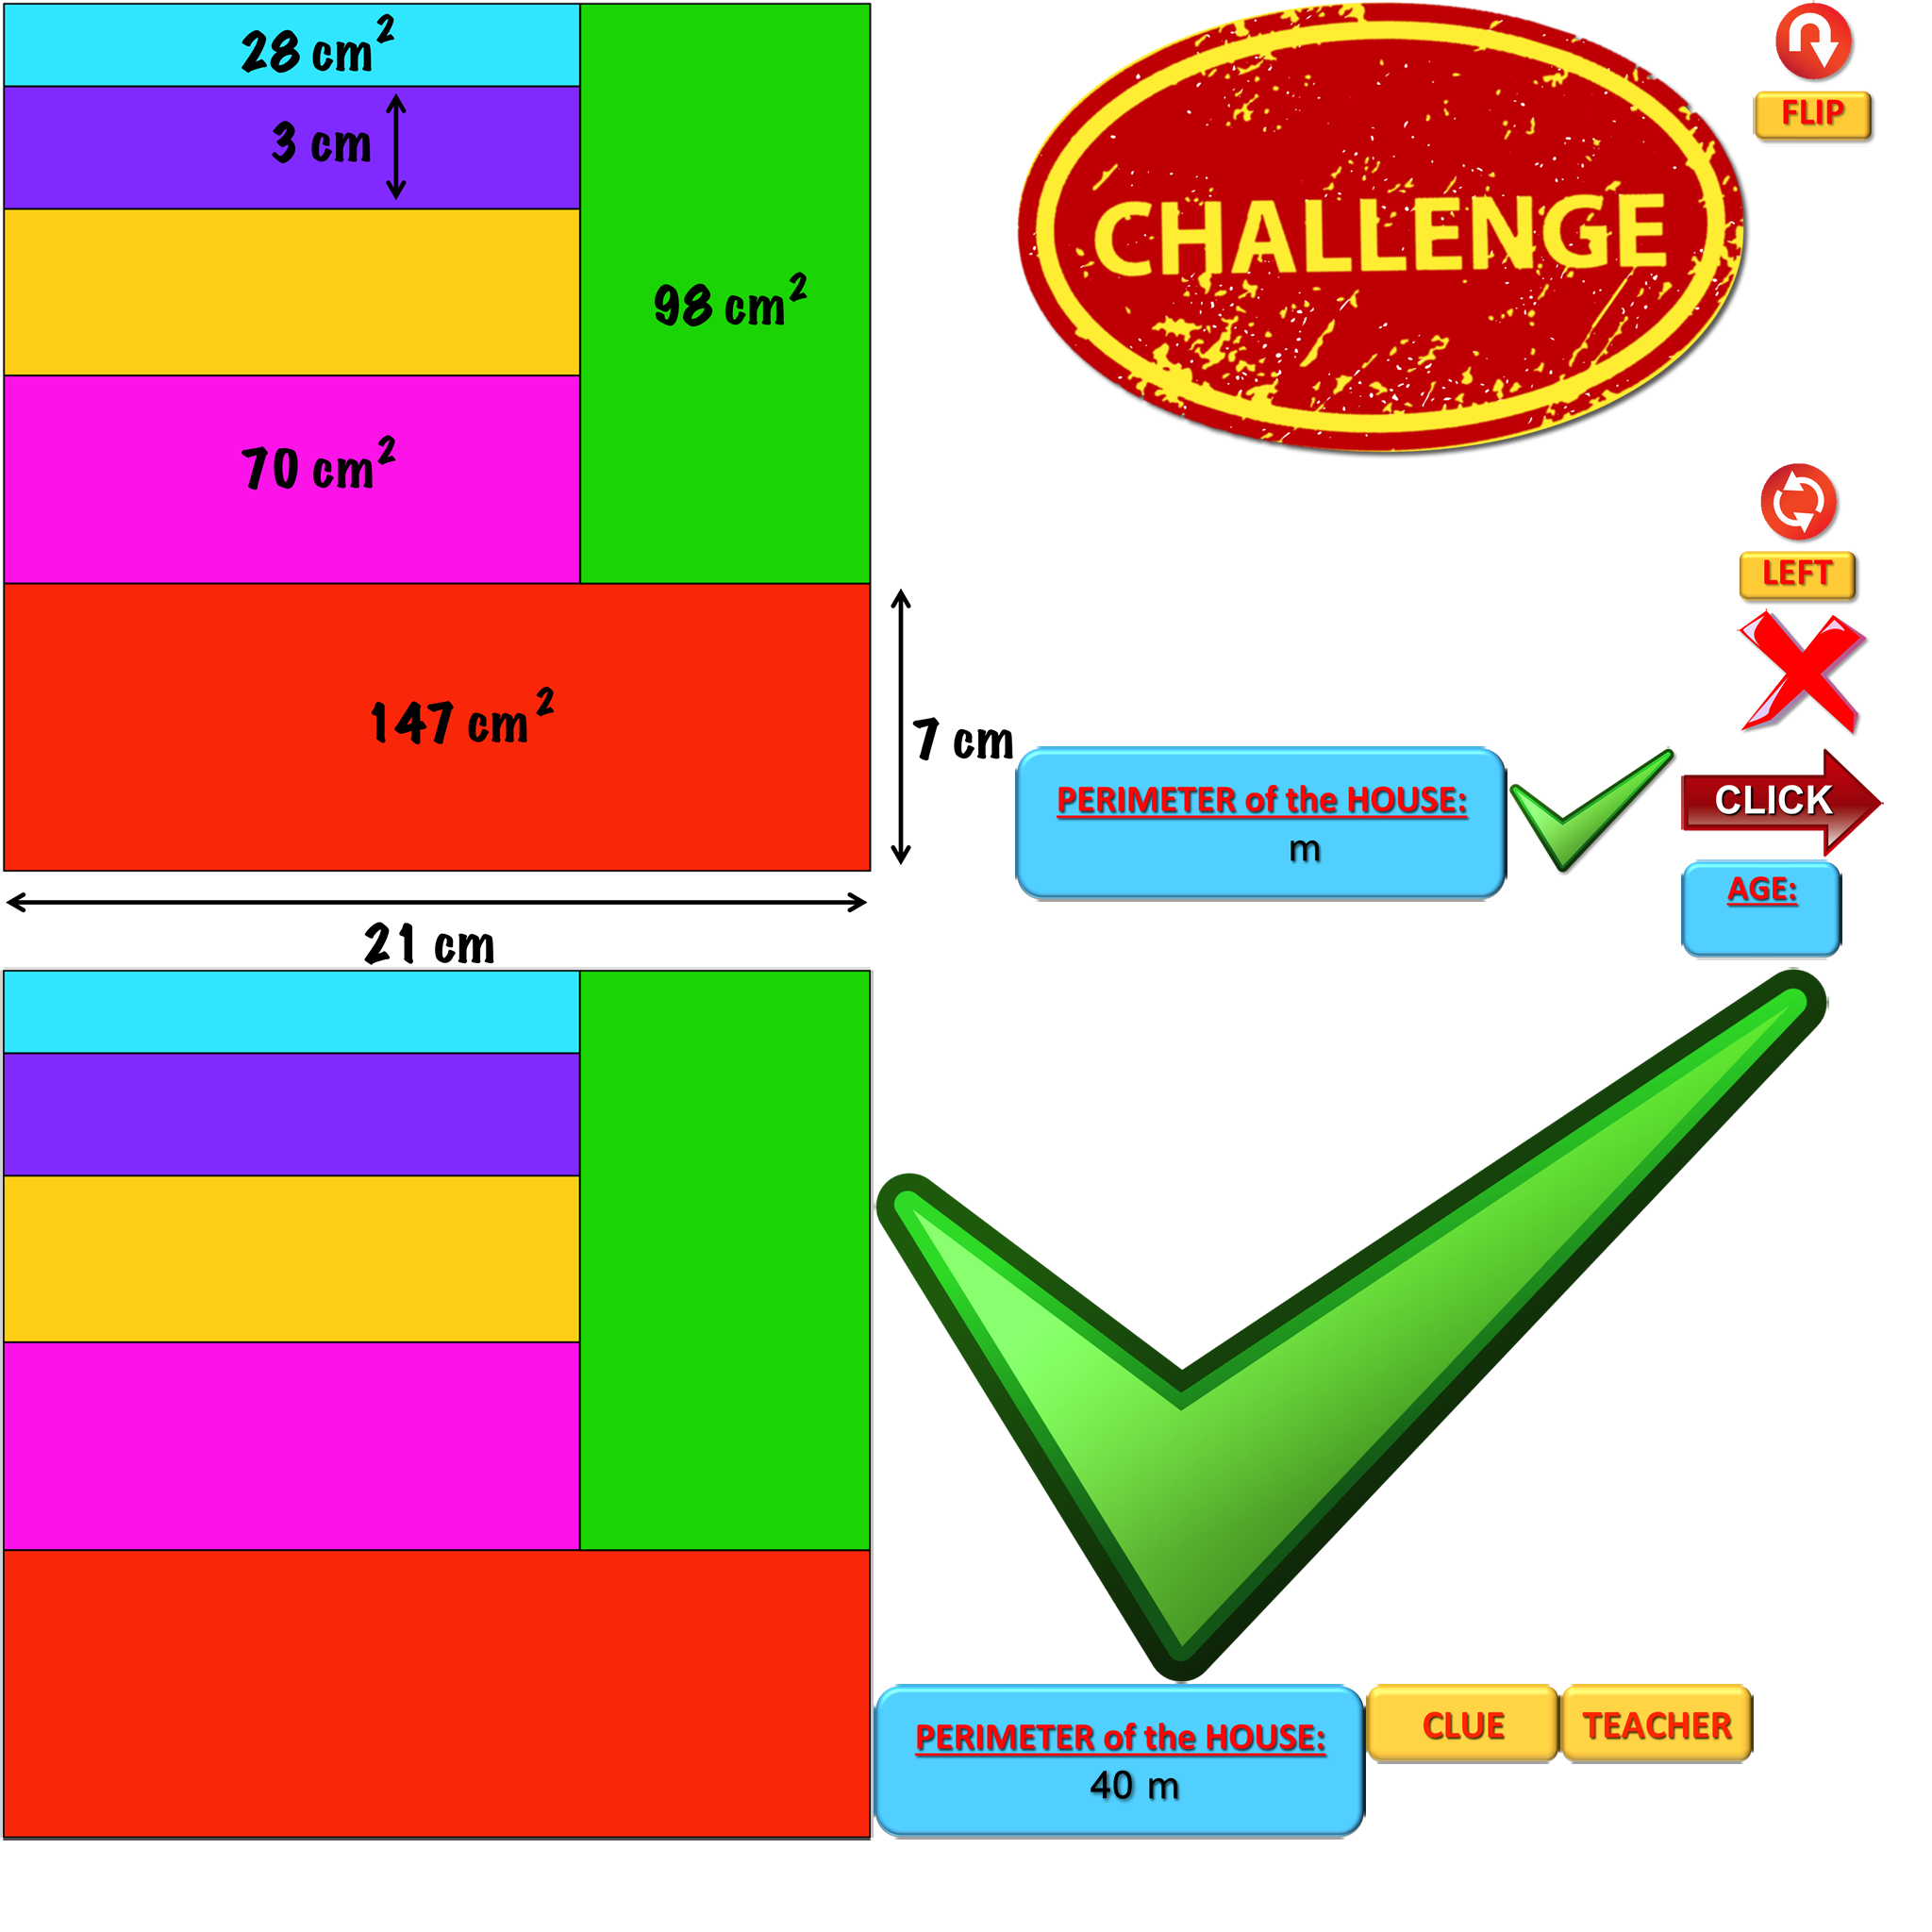 28 cm²
3 cm
98 cm²
70 cm²
147 cm²
7 cm
21 cm
CHALLENGE
FLIP
LEFT
PERIMETER of the HOUSE:
m
CLICK
AGE:
PERIMETER of the HOUSE:
40 m
CLUE
TEACHER